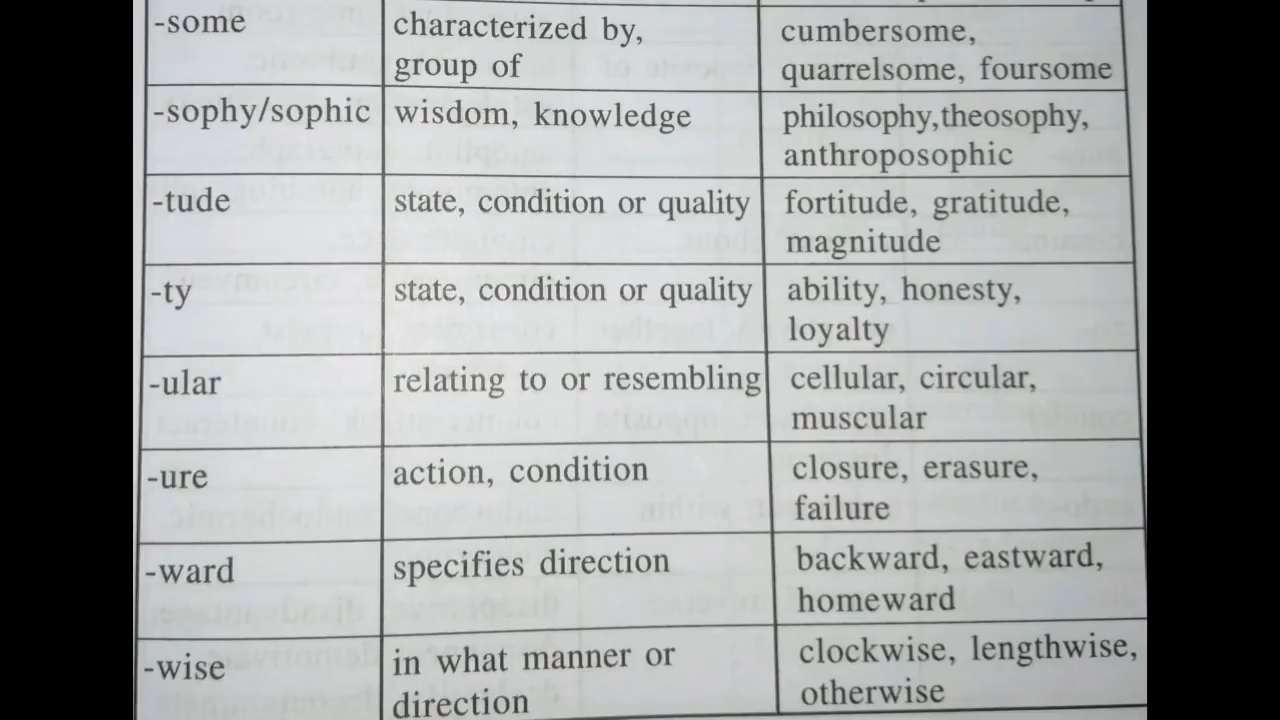 -some characterized by, cumbersome,
group of quarrelsome, foursome
-sophy/sophic wisdom, knowledge philosophy,theosophy,
anthroposophic
-tude state, condition or quality fortitude, gratitude,
magnitude
-ty state, condition or quality ability, honesty,
loyalty
-ular relating to or resembling cellular, circular,
muscular
-ure action, condition closure, erasure,
failure
-ward specifies direction backward, eastward,
homeward
-wise in what manner or clockwise, lengthwise,
direction otherwise